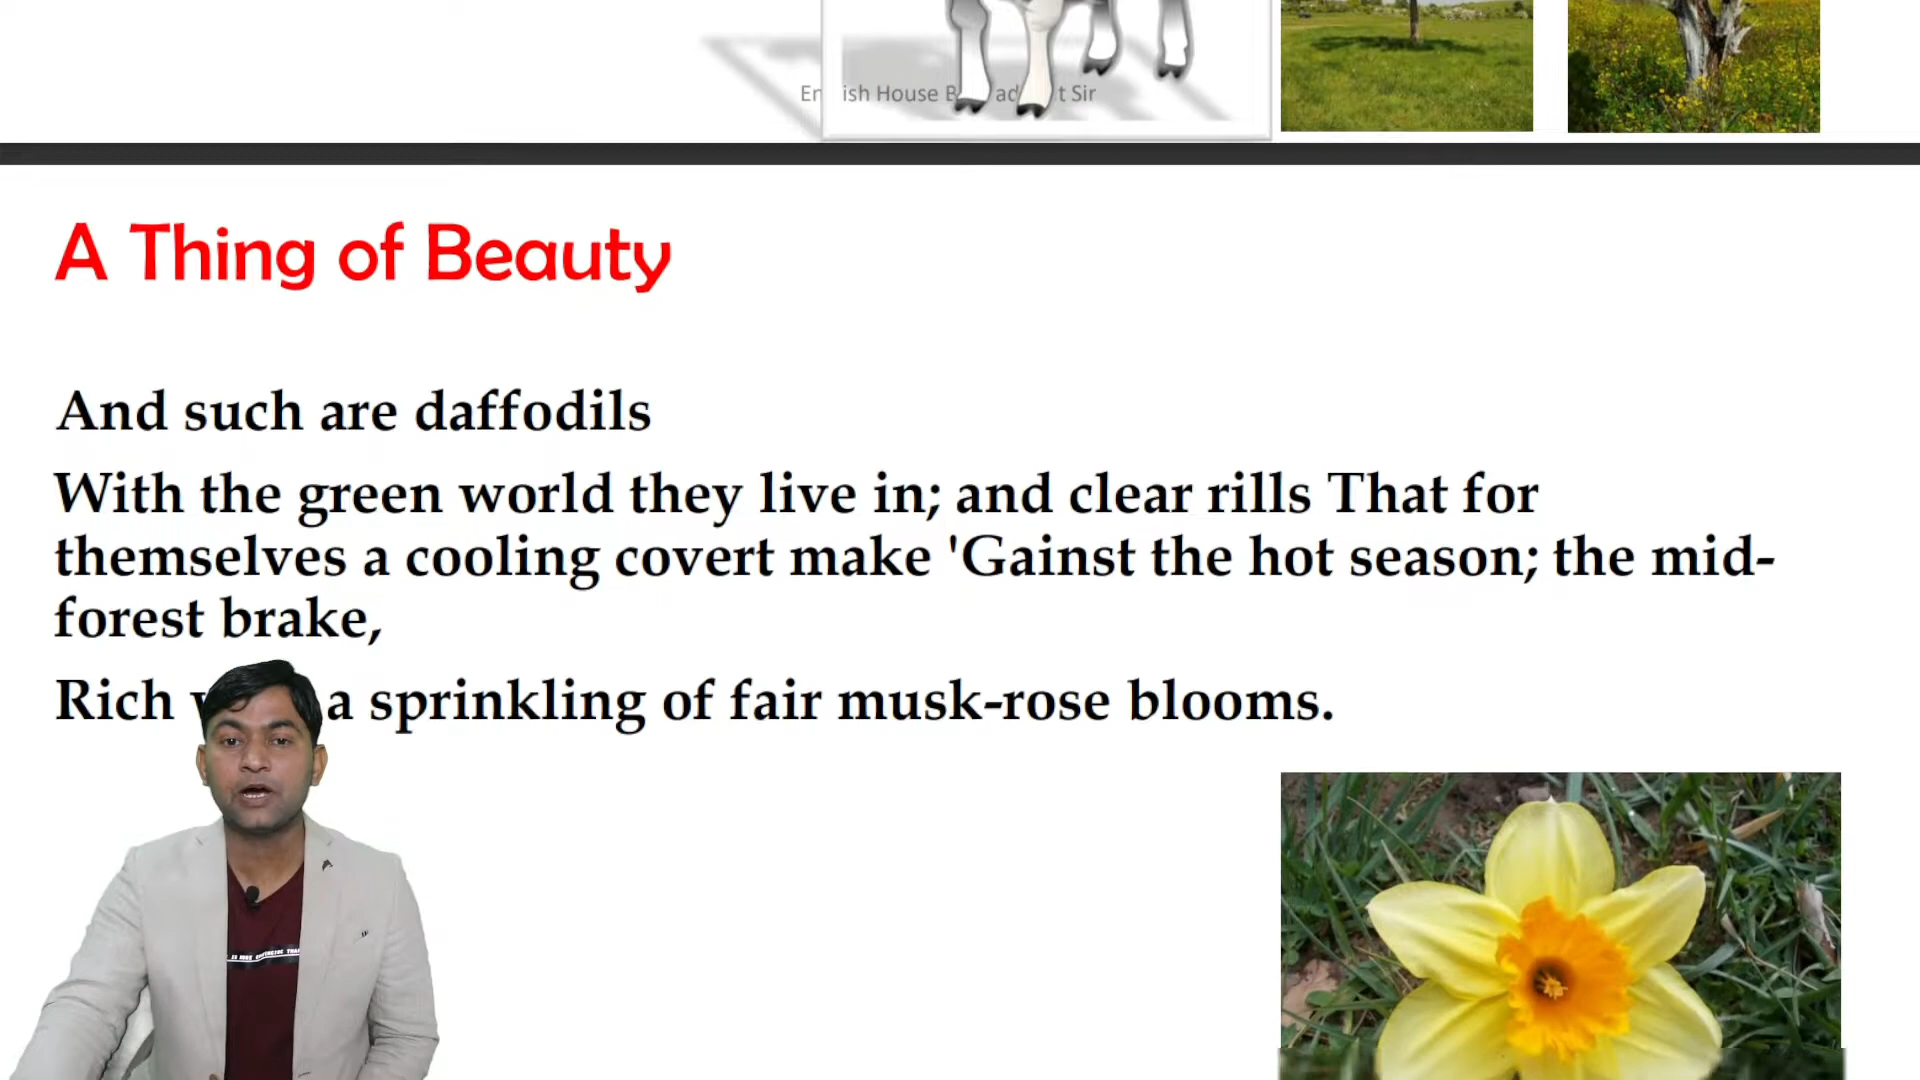 ish House
Sir
A Thing of Beauty
And such are daffodils
With the green world they live in; and clear rills That for
themselves a cooling covert make 'Gainst the hot season; the mid-
forest brake,
Rich a sprinkling of fair musk-rose blooms.